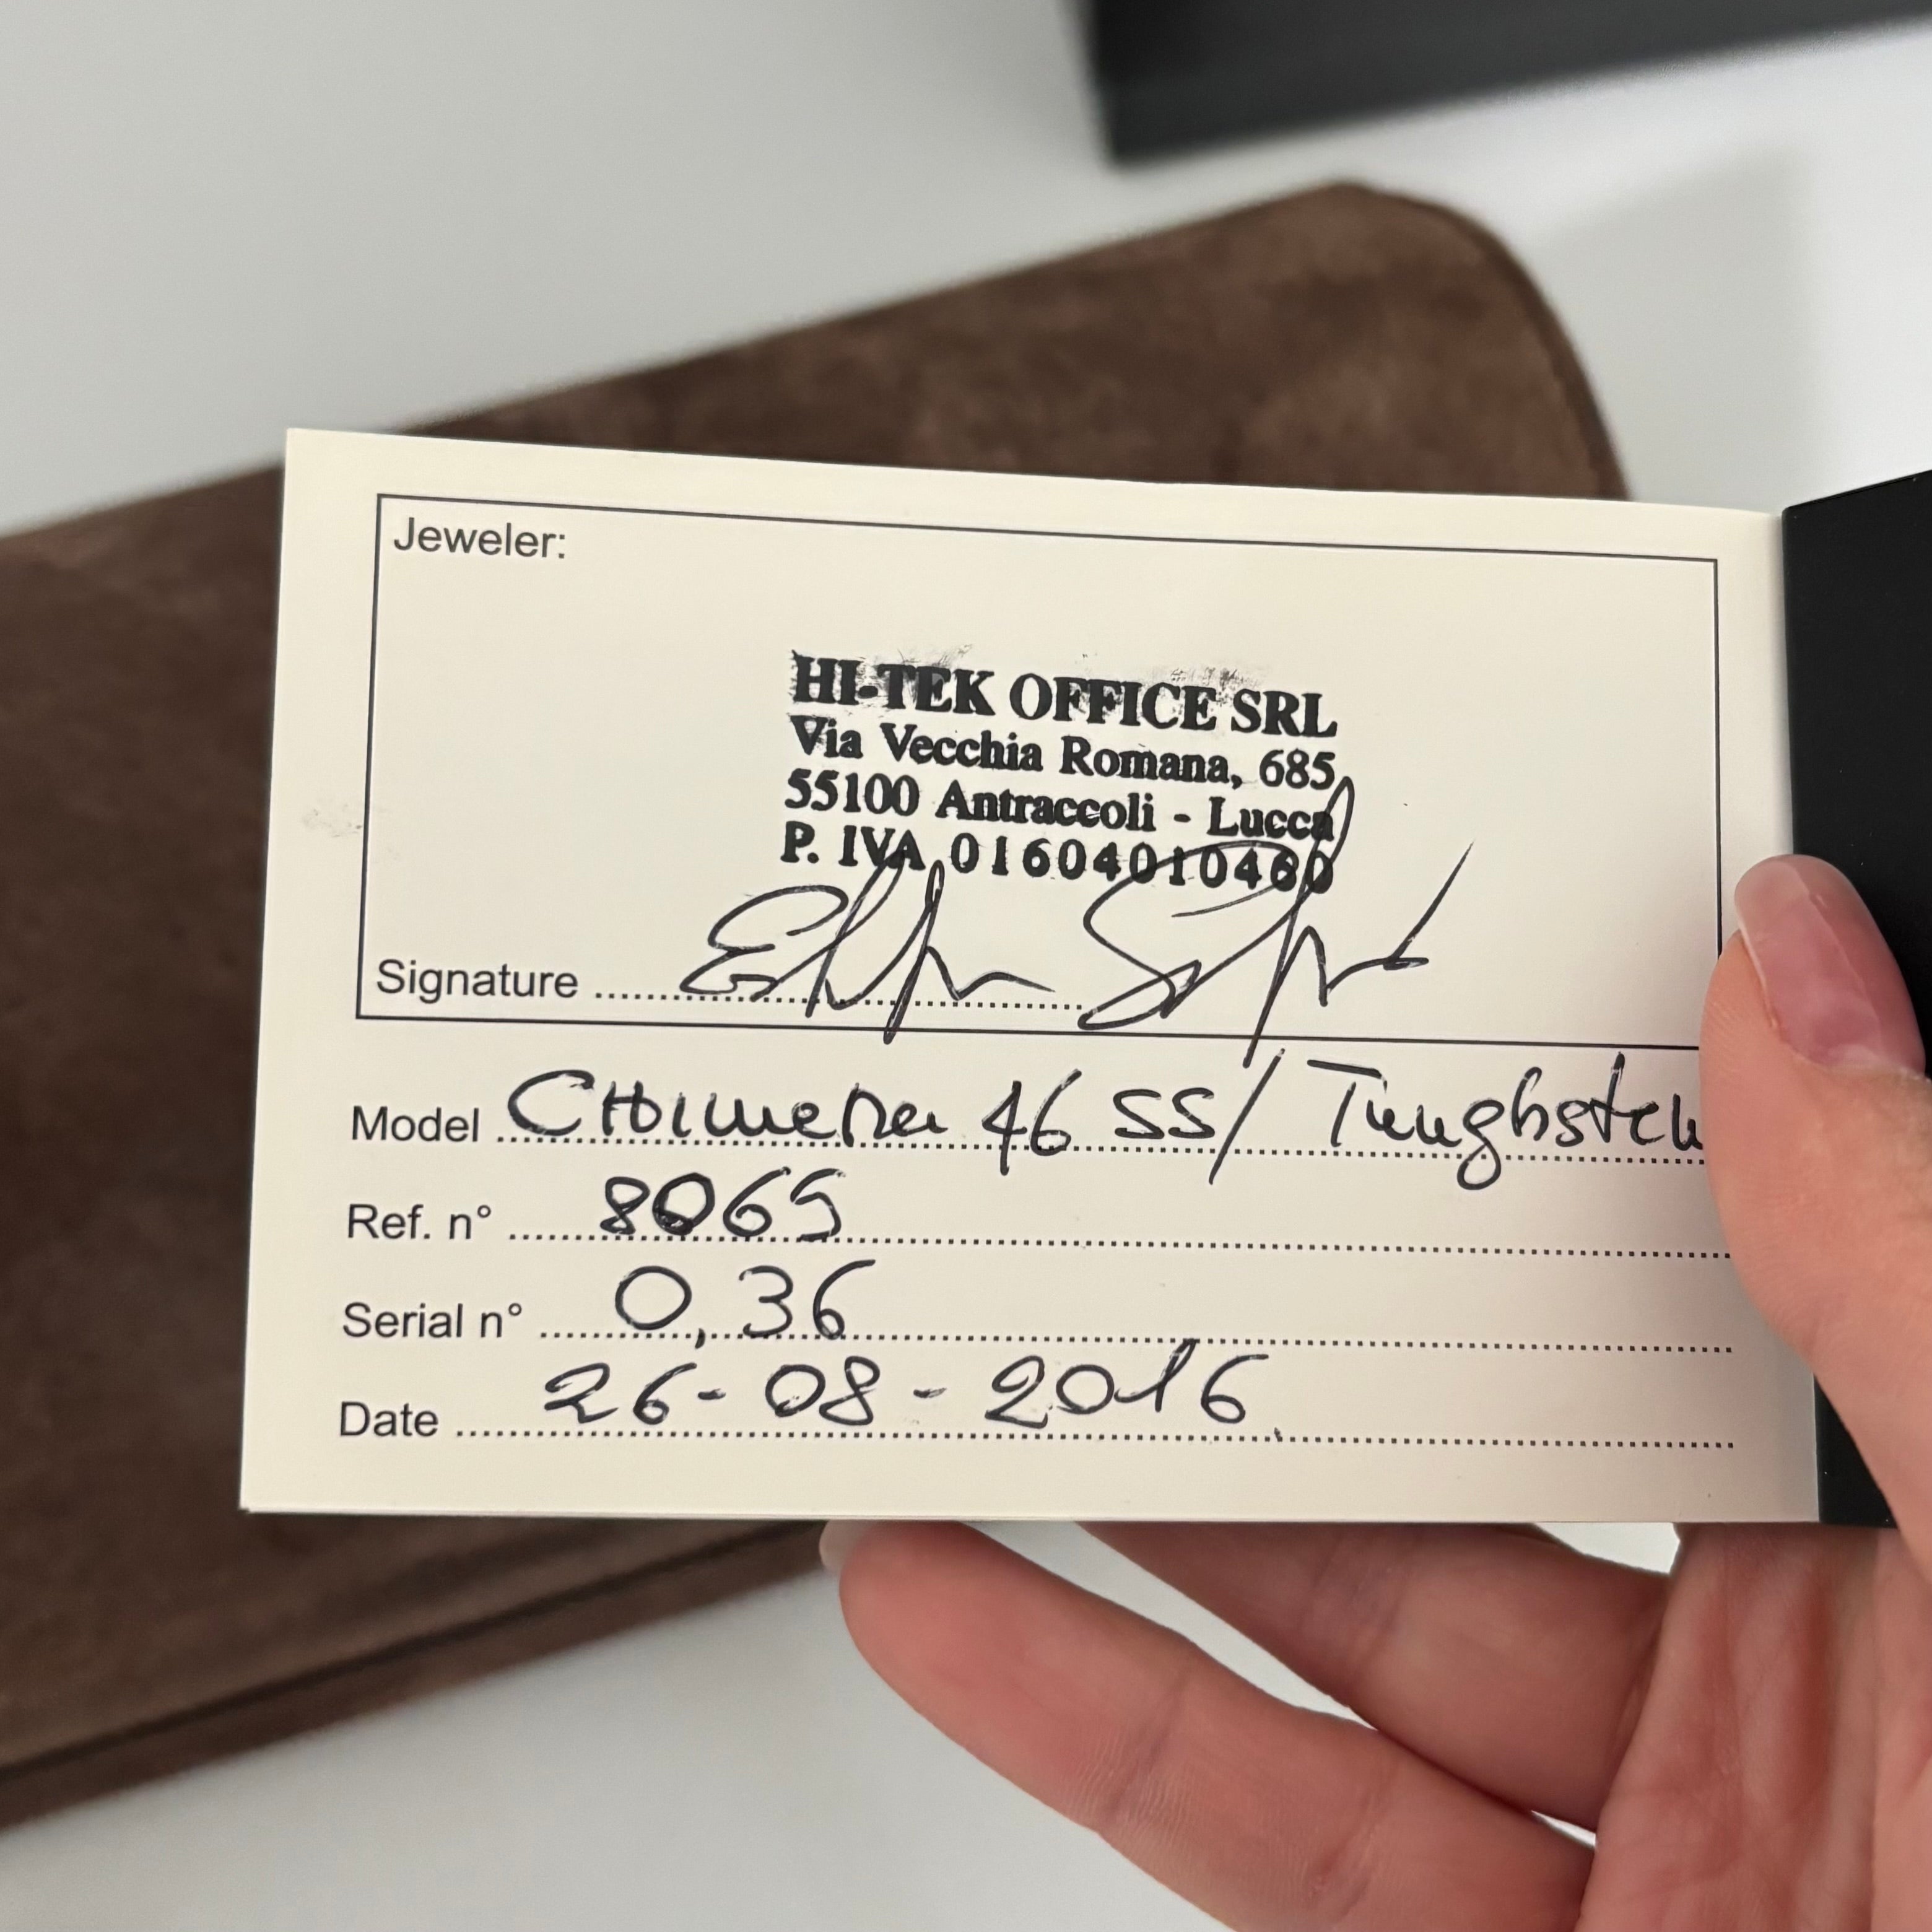 Jeweler:
HI-TEK OFFICE SRL
Via Vecchia Romana, 685
55100 Antraccoli - Lucca
P. IVA 01604010460
Signature
Model CHimera 46 SS/ Tunghsten
Ref. n° 8065
Serial n° 0,36
Date 26-08-2016